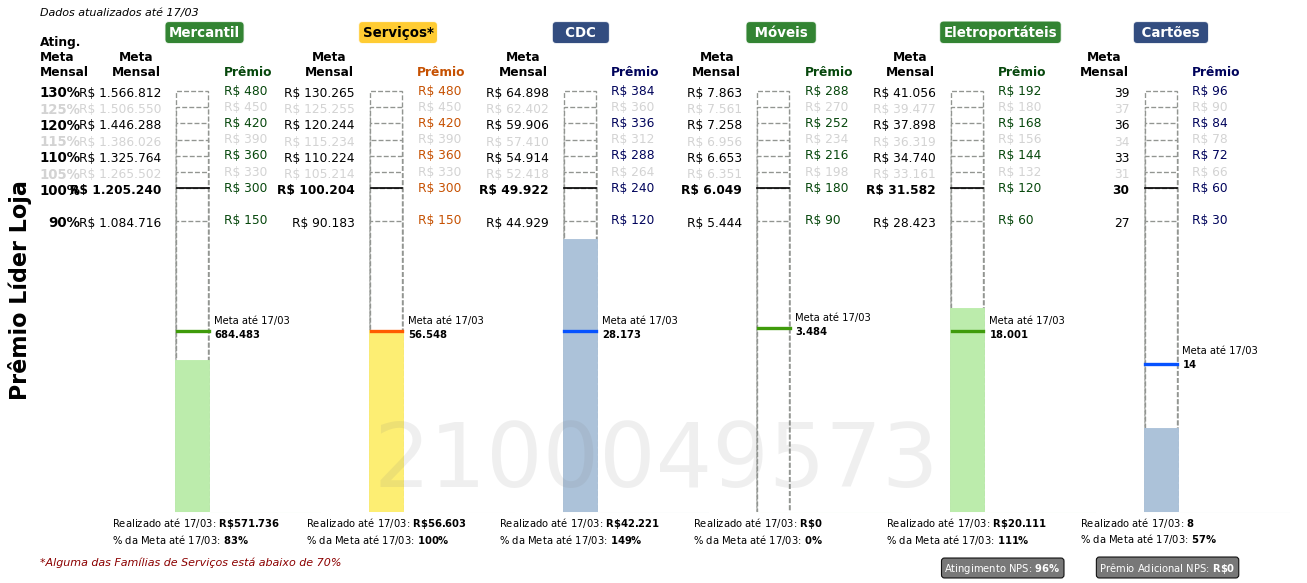 Dados atualizados até 17/03
Mercantil Serviços* CDC Móveis Eletroportáteis Cartões
Ating. Meta Mensal
Meta Mensal Prêmio Meta Mensal Prêmio Meta Mensal Prêmio Meta Mensal Prêmio Meta Mensal Prêmio Meta Mensal Prêmio
130% R$ 1.566.812 R$ 480 R$ 130.265 R$ 480 R$ 64.898 R$ 384 R$ 7.863 R$ 288 R$ 41.056 R$ 192 39 R$ 96
125% R$ 1.506.550 R$ 450 R$ 125.255 R$ 450 R$ 62.402 R$ 360 R$ 7.561 R$ 270 R$ 39.477 R$ 180 37 R$ 90
120% R$ 1.446.288 R$ 420 R$ 120.244 R$ 420 R$ 59.906 R$ 336 R$ 7.258 R$ 252 R$ 37.898 R$ 168 36 R$ 84
115% R$ 1.386.026 R$ 390 R$ 115.234 R$ 390 R$ 57.410 R$ 312 R$ 6.956 R$ 234 R$ 36.319 R$ 156 34 R$ 78
110% R$ 1.325.764 R$ 360 R$ 110.224 R$ 360 R$ 54.914 R$ 288 R$ 6.653 R$ 216 R$ 34.740 R$ 144 33 R$ 72
105% R$ 1.265.502 R$ 330 R$ 105.214 R$ 330 R$ 52.418 R$ 264 R$ 6.351 R$ 198 R$ 33.161 R$ 132 31 R$ 66
100% R$ 1.205.240 R$ 300 R$ 100.204 R$ 300 R$ 49.922 R$ 240 R$ 6.049 R$ 180 R$ 31.582 R$ 120 30 R$ 60
90% R$ 1.084.716 R$ 150 R$ 90.183 R$ 150 R$ 44.929 R$ 120 R$ 5.444 R$ 90 R$ 28.423 R$ 60 27 R$ 30
Prêmio Líder Loja
Meta até 17/03
684.483
Meta até 17/03
56.548
Meta até 17/03
28.173
Meta até 17/03
3.484
Meta até 17/03
18.001
Meta até 17/03
14
2100049573
Realizado até 17/03: R$571.736
% da Meta até 17/03: 83%
Realizado até 17/03: R$56.603
% da Meta até 17/03: 100%
Realizado até 17/03: R$42.221
% da Meta até 17/03: 149%
Realizado até 17/03: R$0
% da Meta até 17/03: 0%
Realizado até 17/03: R$20.111
% da Meta até 17/03: 111%
Realizado até 17/03: 8
% da Meta até 17/03: 57%
*Alguma das Famílias de Serviços está abaixo de 70%
Atingimento NPS: 96%
Prêmio Adicional NPS: R$0